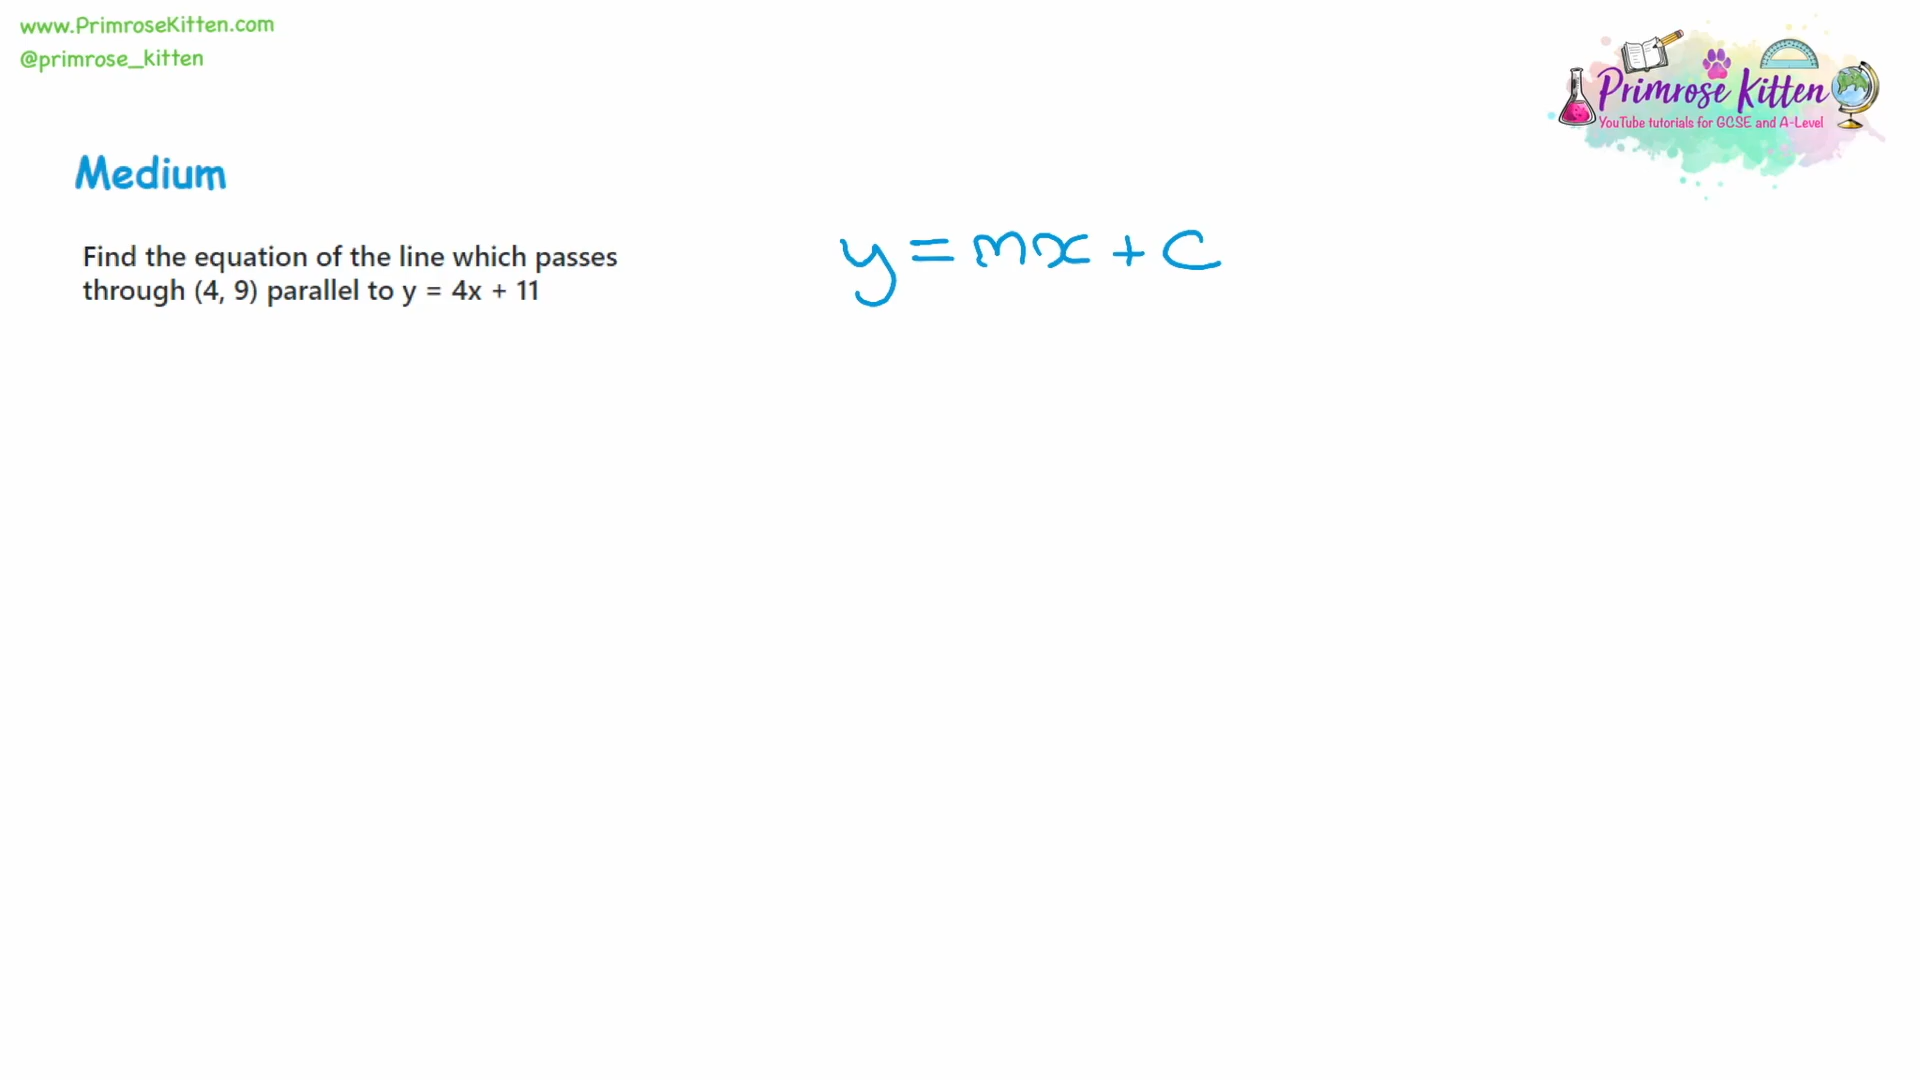 www.PrimroseKitten.com
@primrose_kitten
Primrose Kitten
YouTube tutorials for GCSE and A-Level
Medium
Find the equation of the line which passes
through (4, 9) parallel to y = 4x + 11
y = mx + c